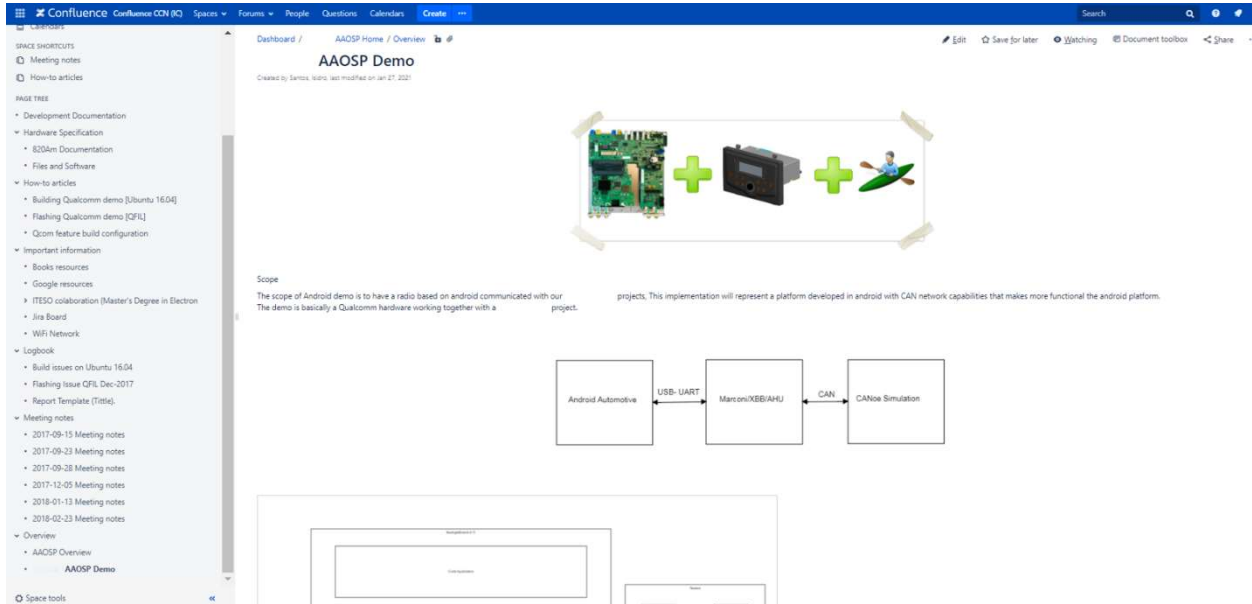 Confluence Confluence CCN (IC) Spaces Forums People Questions Calendars Create ··· Search
Calendars
SPACE SHORTCUTS
Meeting notes
How-to articles
PAGE TREE
Development Documentation
Hardware Specification
820Am Documentation
Files and Software
How-to articles
Building Qualcomm demo [Ubuntu 16.04]
Flashing Qualcomm demo [QFIL]
Qcom feature build configuration
Important information
Books resources
Google resources
ITESO colaboration (Master's Degree in Electron
Jira Board
WiFi Network
Logbook
Build issues on Ubuntu 16.04
Flashing Issue QFIL Dec-2017
Report Template (Tittle).
Meeting notes
2017-09-15 Meeting notes
2017-09-23 Meeting notes
2017-09-28 Meeting notes
2017-12-05 Meeting notes
2018-01-13 Meeting notes
2018-02-23 Meeting notes
Overview
AAOSP Overview
AAOSP Demo
Space tools
Dashboard / AAOSP Home / Overview
Edit Save for later Watching Document toolbox Share
AAOSP Demo
Created by Santos, Isidro, last modified on Jan 27, 2021
Scope
The scope of Android demo is to have a radio based on android communicated with our projects, This implementation will represent a platform developed in android with CAN network capabilities that makes more functional the android platform.
The demo is basically a Qualcomm hardware working together with a project.
Android Automotive
USB- UART
Marconi/XBB/AHU
CAN
CANoe Simulation